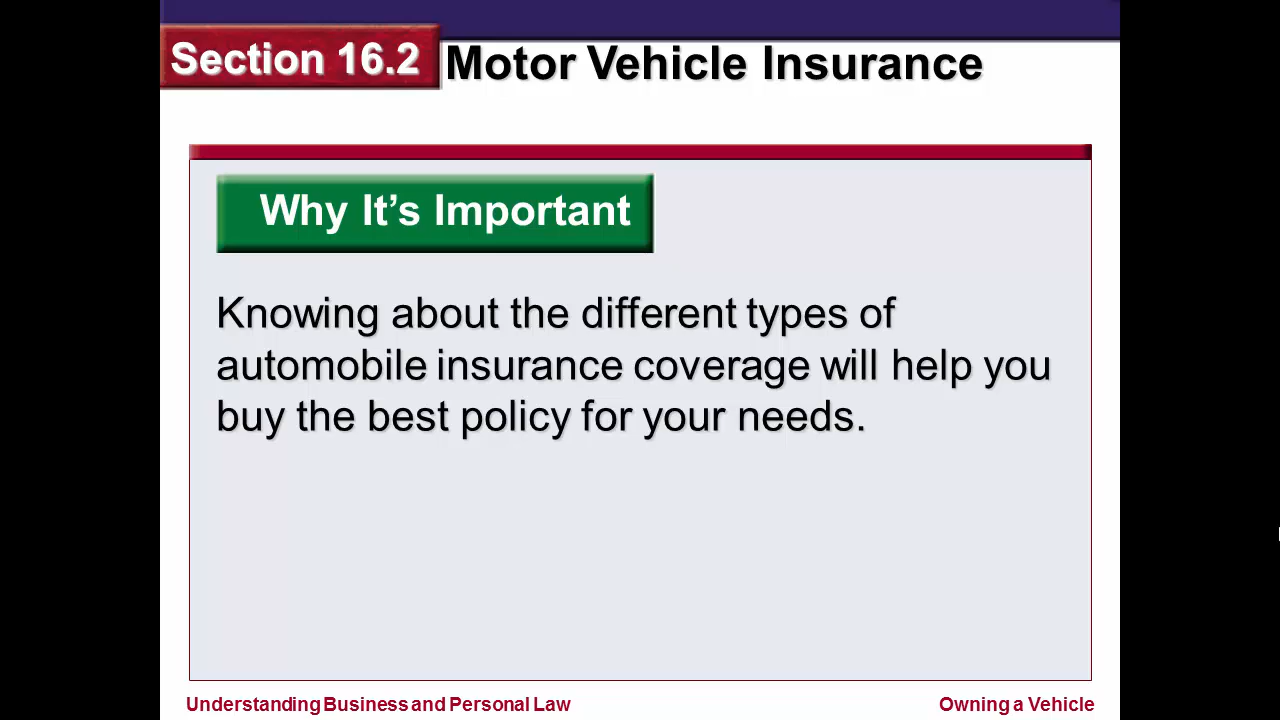 Section 16.2
Motor Vehicle Insurance
Why It’s Important
Knowing about the different types of
automobile insurance coverage will help you
buy the best policy for your needs.
Understanding Business and Personal Law
Owning a Vehicle